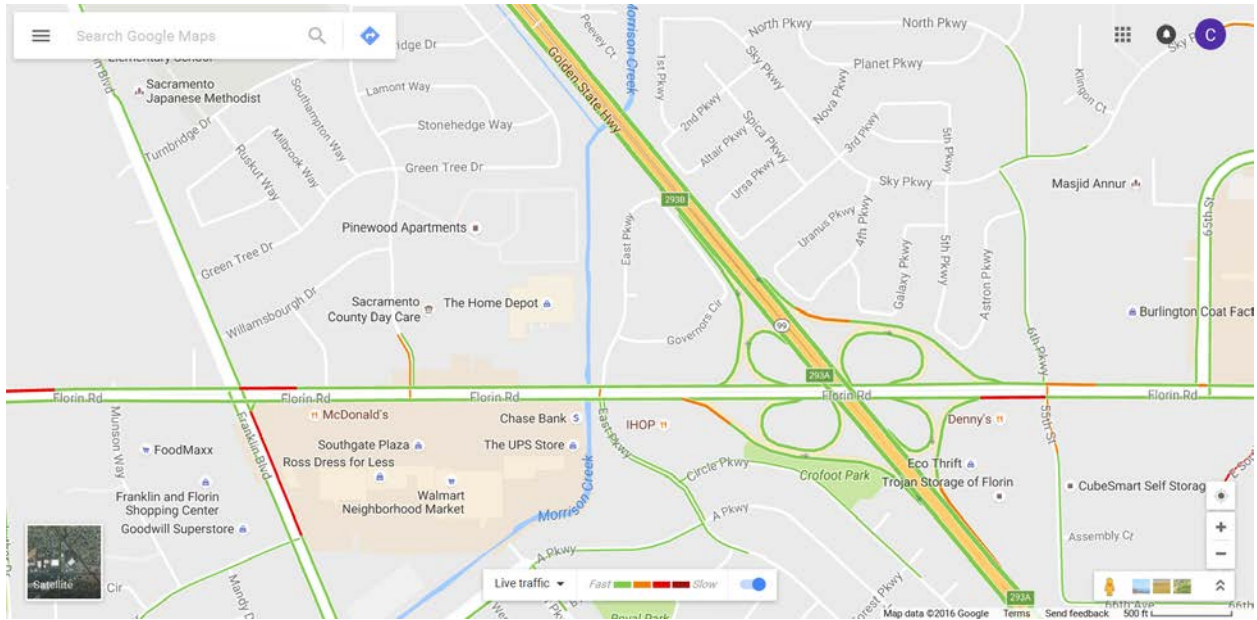 Search Google Maps
C
Elementary School
Sacramento
Japanese Methodist
Turnbridge Dr
Southampton Way
Ruskut Way
Milbrook Way
Lamont Way
Stonehedge Way
Green Tree Dr
Green Tree Dr
Willamsbourgh Dr
Pinewood Apartments
Sacramento
County Day Care
The Home Depot
Peevey Ct
Morrison Creek
Golden State Hwy
1st Pkwy
2nd Pkwy
North Pkwy
North Pkwy
Sky Pkwy
Planet Pkwy
Nova Pkwy
Altair Pkwy
Spica Pkwy
Ursa Pkwy
3rd Pkwy
5th Pkwy
Sky Pkwy
Klingon Ct
Masjid Annur
65th St
293B
East Pkwy
Governors Cir
Uranus Pkwy
4th Pkwy
Galaxy Pkwy
5th Pkwy
Astron Pkwy
6th Pkwy
Burlington Coat Fact
99
293A
Florin Rd
Florin Rd
Florin Rd
Florin Rd
Florin Rd
McDonald's
Chase Bank
Southgate Plaza
The UPS Store
Ross Dress for Less
Walmart
Neighborhood Market
Munson Way
FoodMaxx
Franklin Blvd
Franklin and Florin
Shopping Center
Goodwill Superstore
East Pkwy
IHOP
Circle Pkwy
Crofoot Park
Denny's
55th St
Eco Thrift
Trojan Storage of Florin
CubeSmart Self Storag
Morrison Creek
A Pkwy
A Pkwy
Assembly Cr
Satellite
Cir
Live traffic
Fast
Slow
Forest Pkwy
293A
66th Ave
66th
Map data ©2016 Google
Terms
Send feedback
500 ft